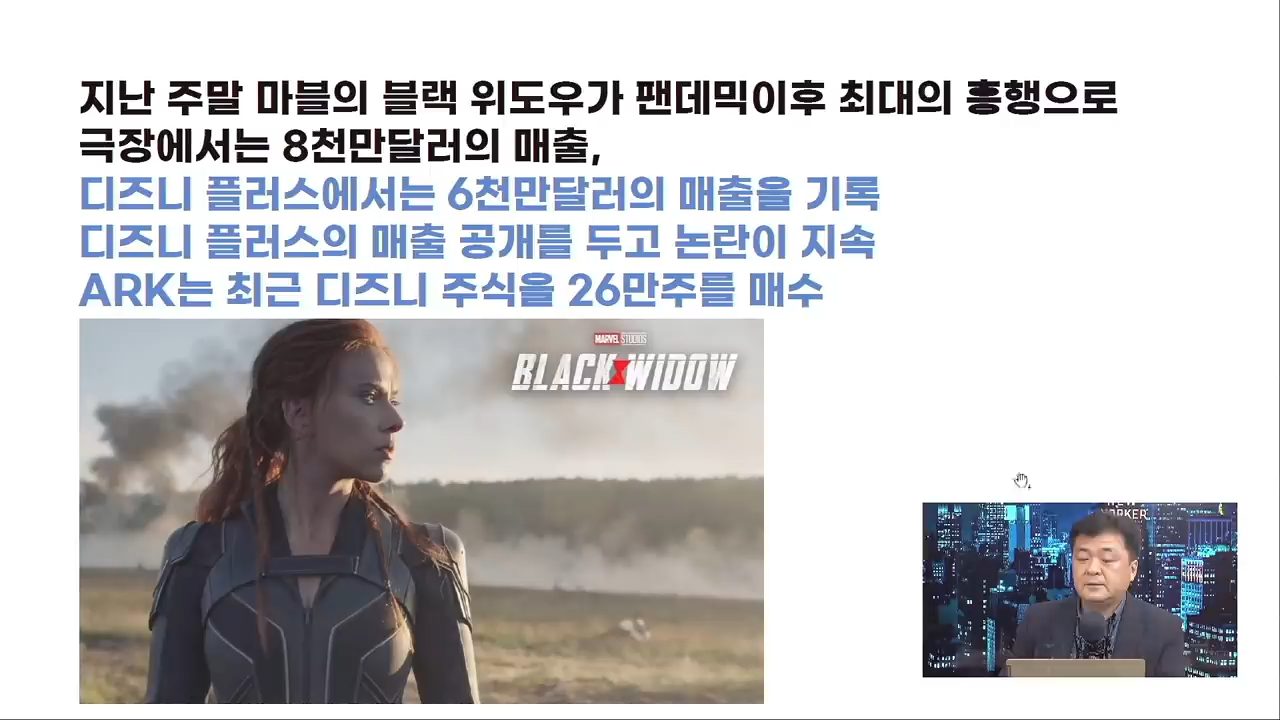 지난 주말 마블의 블랙 위도우가 팬데믹이후 최대의 흥행으로
극장에서는 8천만달러의 매출,
디즈니 플러스에서는 6천만달러의 매출을 기록
디즈니 플러스의 매출 공개를 두고 논란이 지속
ARK는 최근 디즈니 주식을 26만주를 매수
MARVEL STUDIOS
BLACK WIDOW
NEW
YORKER